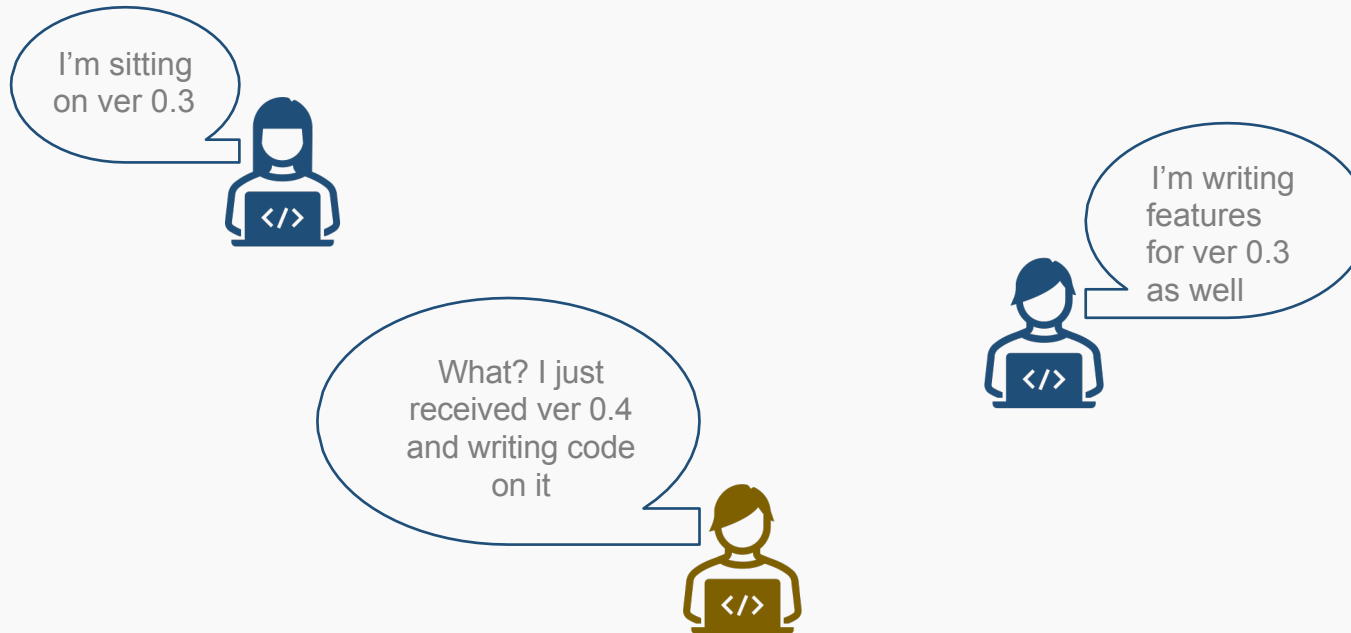 I’m sitting
on ver 0.3
</>
I’m writing
features
for ver 0.3
as well
</>
What? I just
received ver 0.4
and writing code
on it
</>